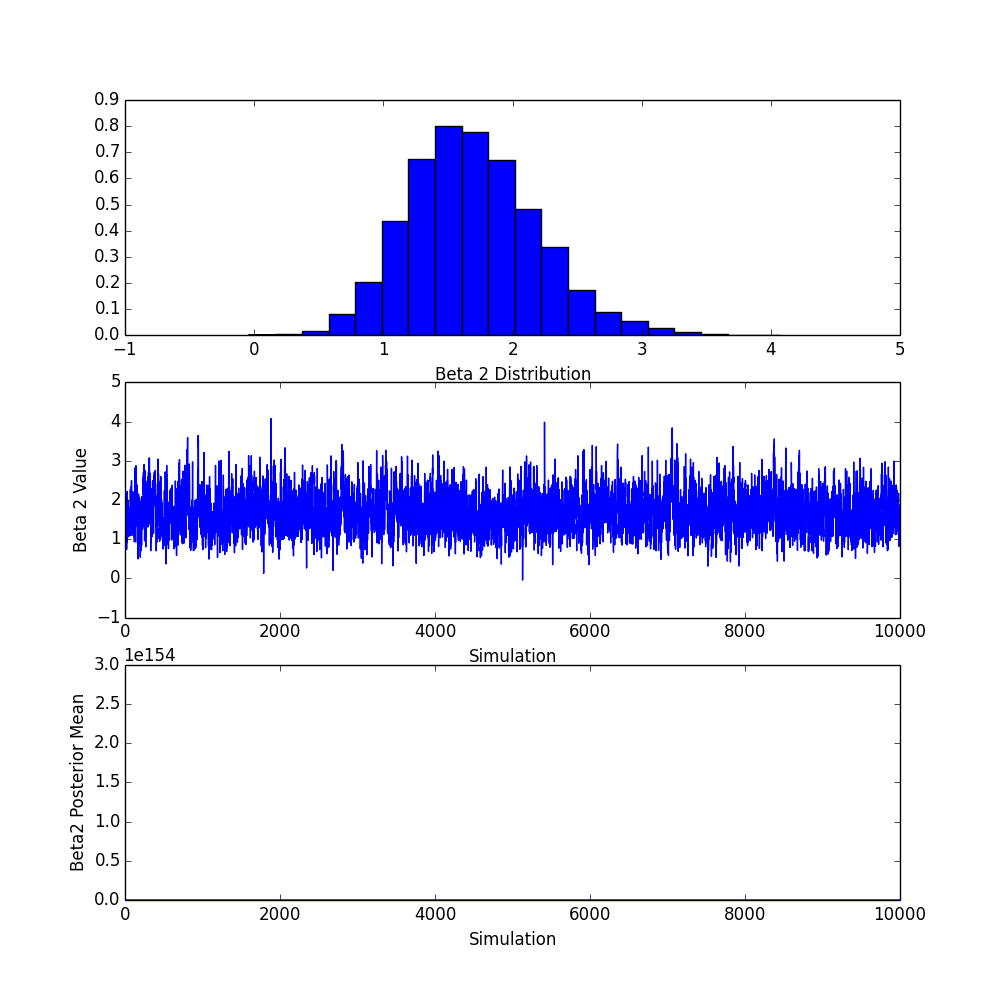 0.9
0.8
0.7
0.6
0.5
0.4
0.3
0.2
0.1
0.0
−1 0 1 2 3 4 5
Beta 2 Distribution
5
4
3
2
1
0
−1
Beta 2 Value
0 2000 4000 6000 8000 10000
Simulation
1e154
3.0
2.5
2.0
1.5
1.0
0.5
0.0
Beta2 Posterior Mean
0 2000 4000 6000 8000 10000
Simulation